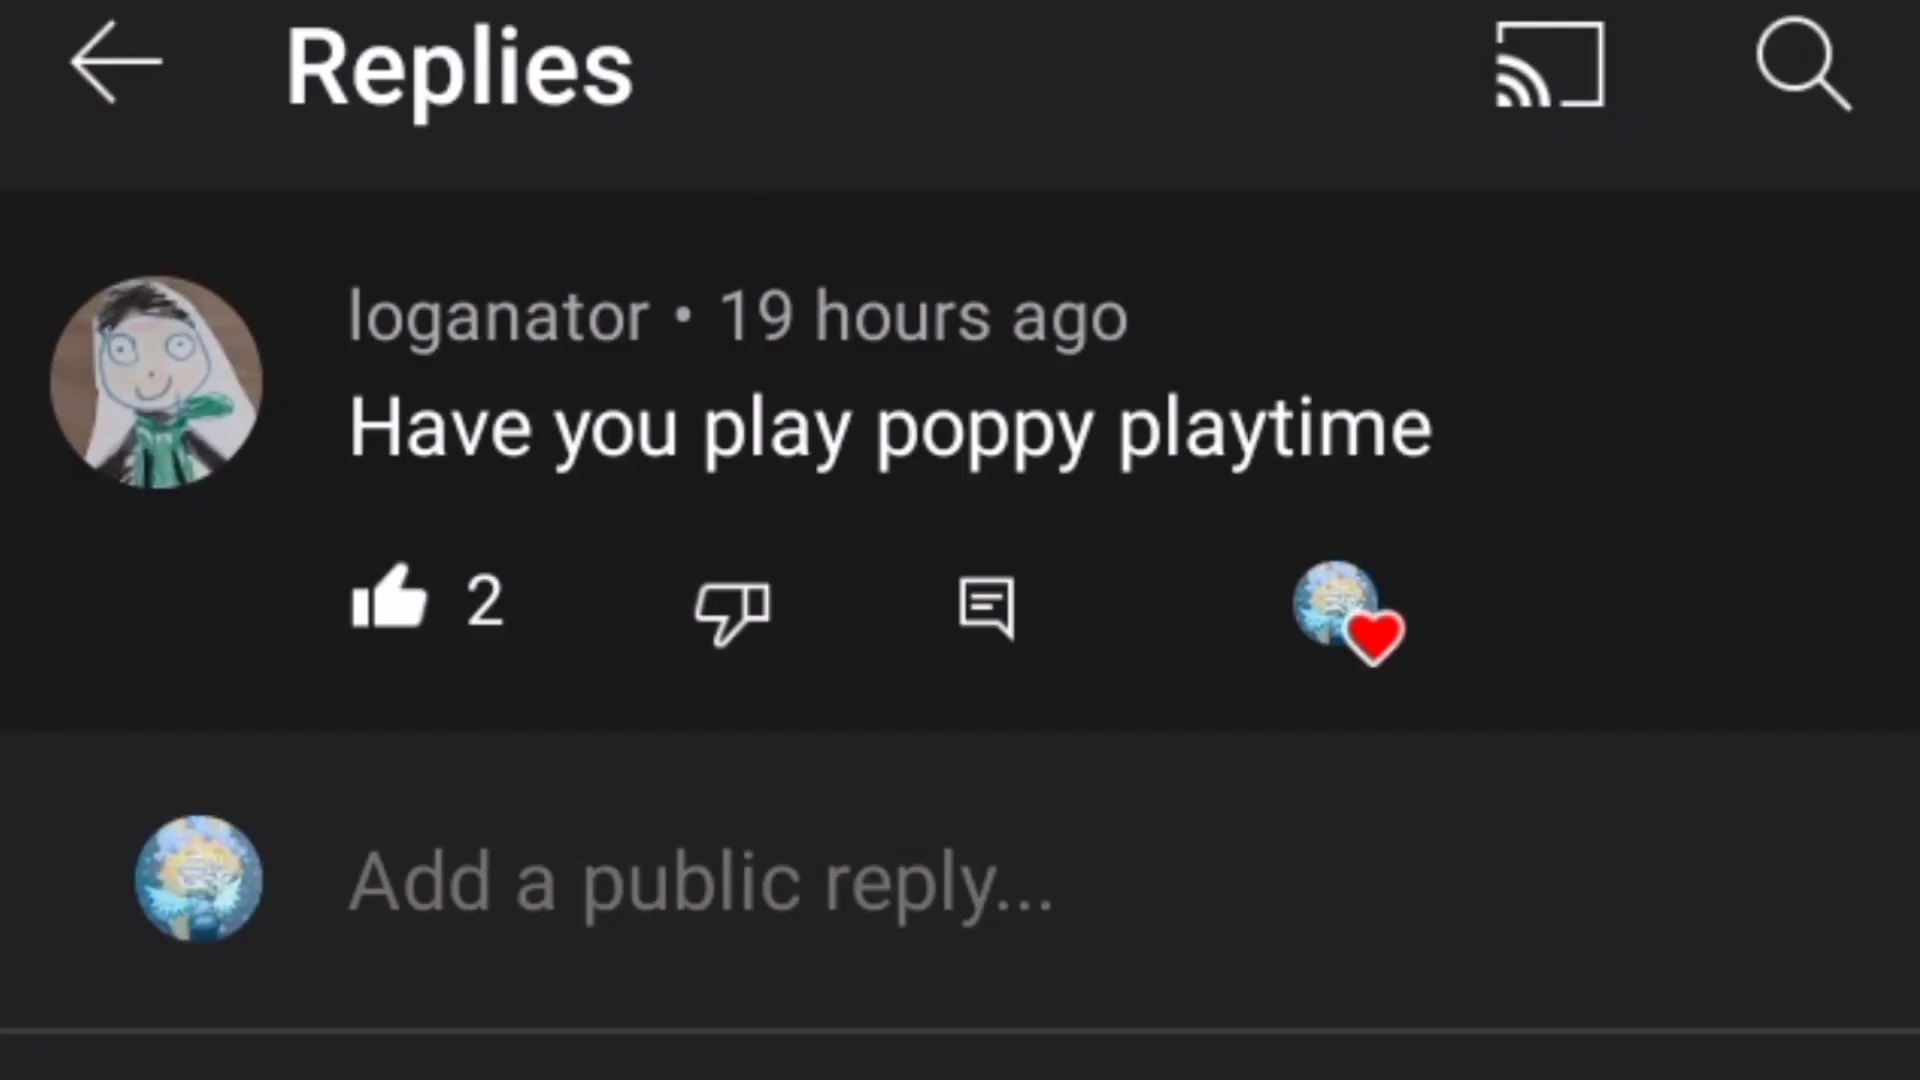 Replies
loganator • 19 hours ago
Have you play poppy playtime
2
Add a public reply...